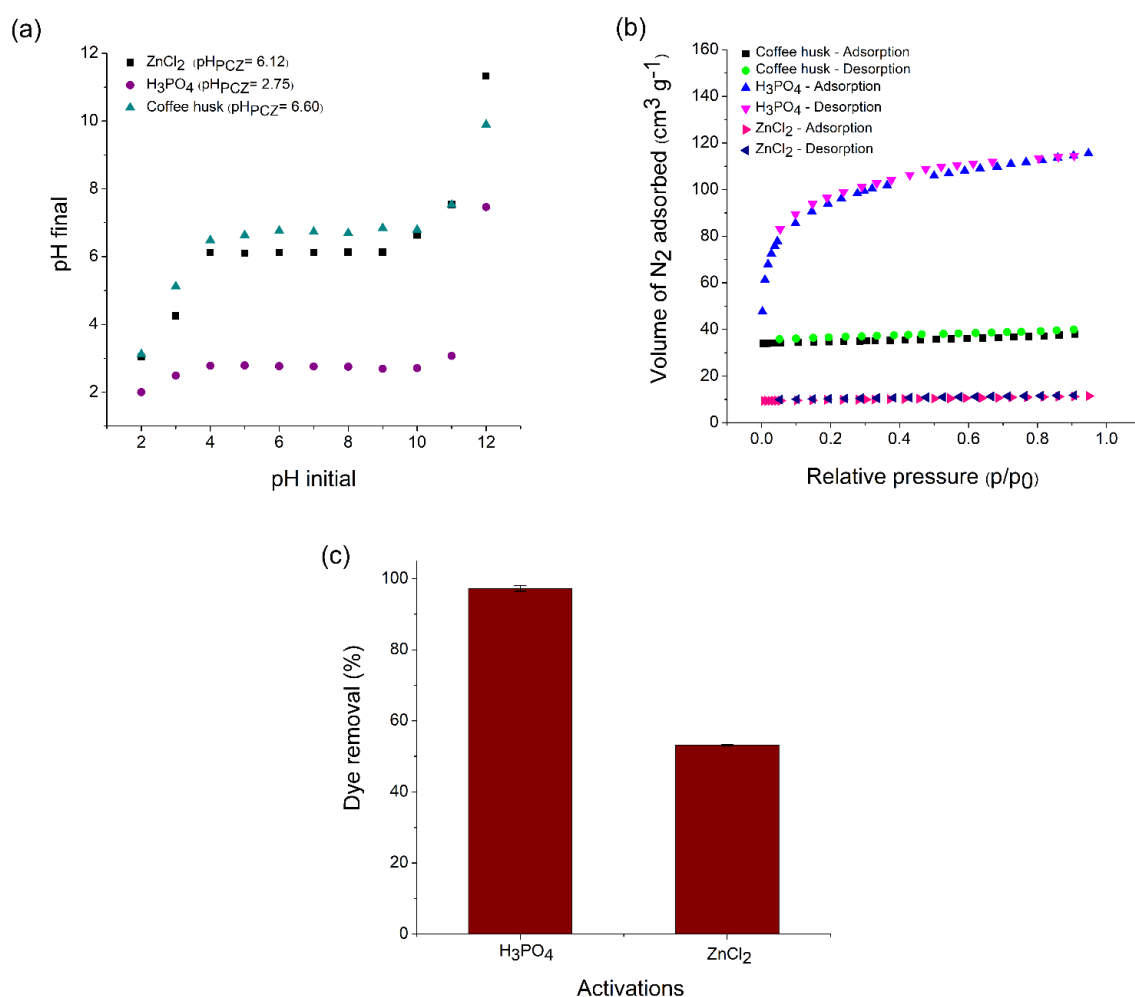 (a)
12
10
8
6
4
2
pH final
ZnCl2 (pHPCZ= 6.12)
H3PO4 (pHPCZ= 2.75)
Coffee husk (pHPCZ= 6.60)
2 4 6 8 10 12
pH initial
(b)
160
140
120
100
80
60
40
20
0
Volume of N2 adsorbed (cm3 g-1)
Coffee husk - Adsorption
Coffee husk - Desorption
H3PO4 - Adsorption
H3PO4 - Desorption
ZnCl2 - Adsorption
ZnCl2 - Desorption
0.0 0.2 0.4 0.6 0.8 1.0
Relative pressure (p/p0)
(c)
100
80
60
40
20
0
Dye removal (%)
H3PO4 ZnCl2
Activations